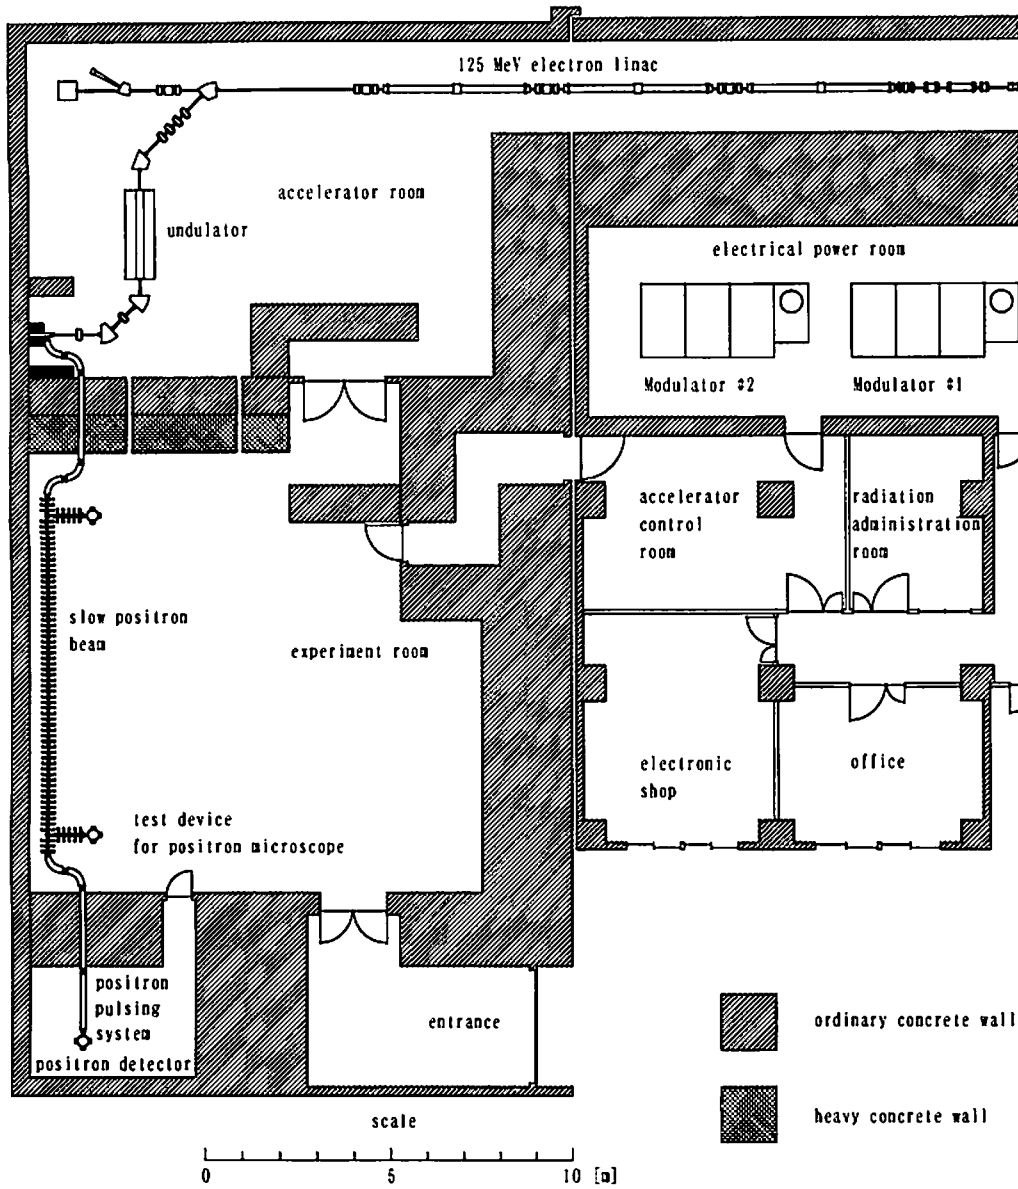 125 MeV electron linac
accelerator room
undulator
electrical power room
Modulator #2
Modulator #1
accelerator
control
room
radiation
administration
room
slow positron
beam
experiment room
electronic
shop
office
test device
for positron microscope
positron
pulsing
system
positron detector
entrance
ordinary concrete wall
heavy concrete wall
scale
0 5 10 [m]